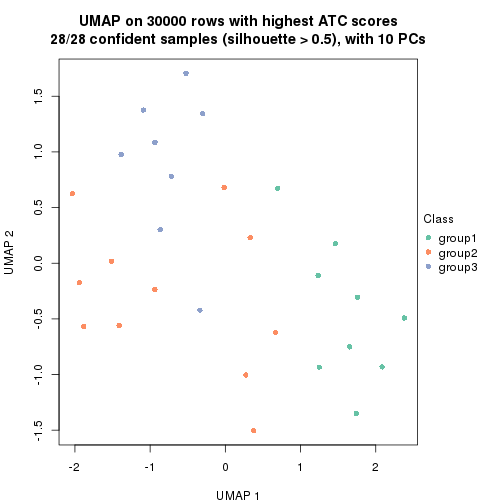 UMAP on 30000 rows with highest ATC scores
28/28 confident samples (silhouette > 0.5), with 10 PCs
1.5
1.0
0.5
0.0
-0.5
-1.0
-1.5
UMAP 2
-2
-1
0
1
2
UMAP 1
Class
group1
group2
group3